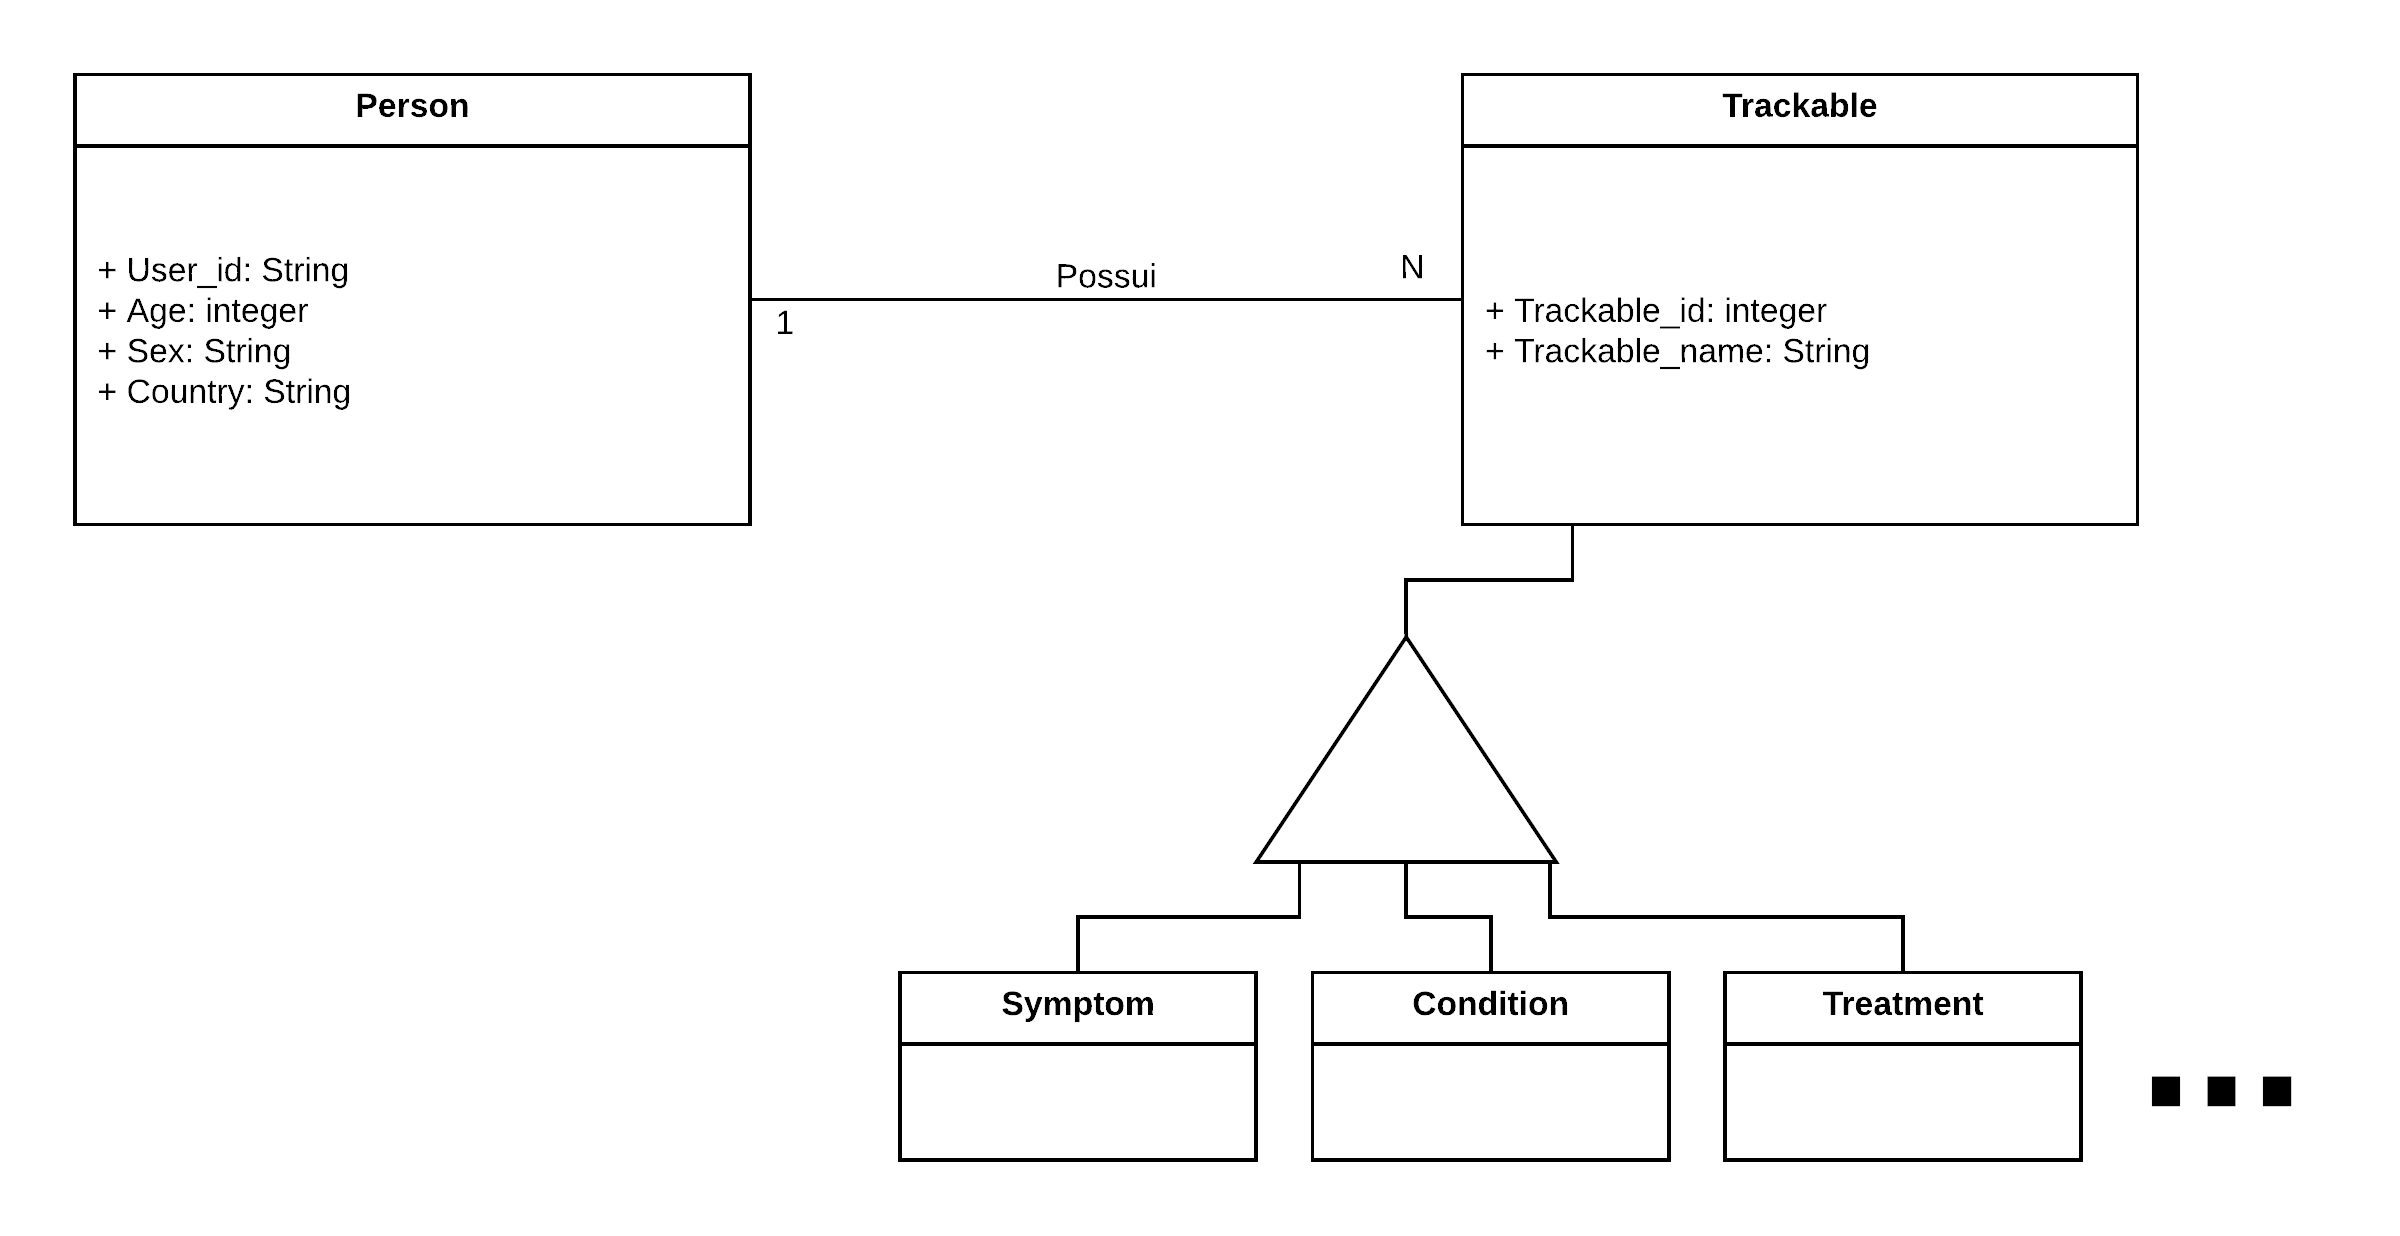 Person
+ User_id: String
+ Age: integer
+ Sex: String
+ Country: String
Possui
1
N
Trackable
+ Trackable_id: integer
+ Trackable_name: String
Symptom
Condition
Treatment